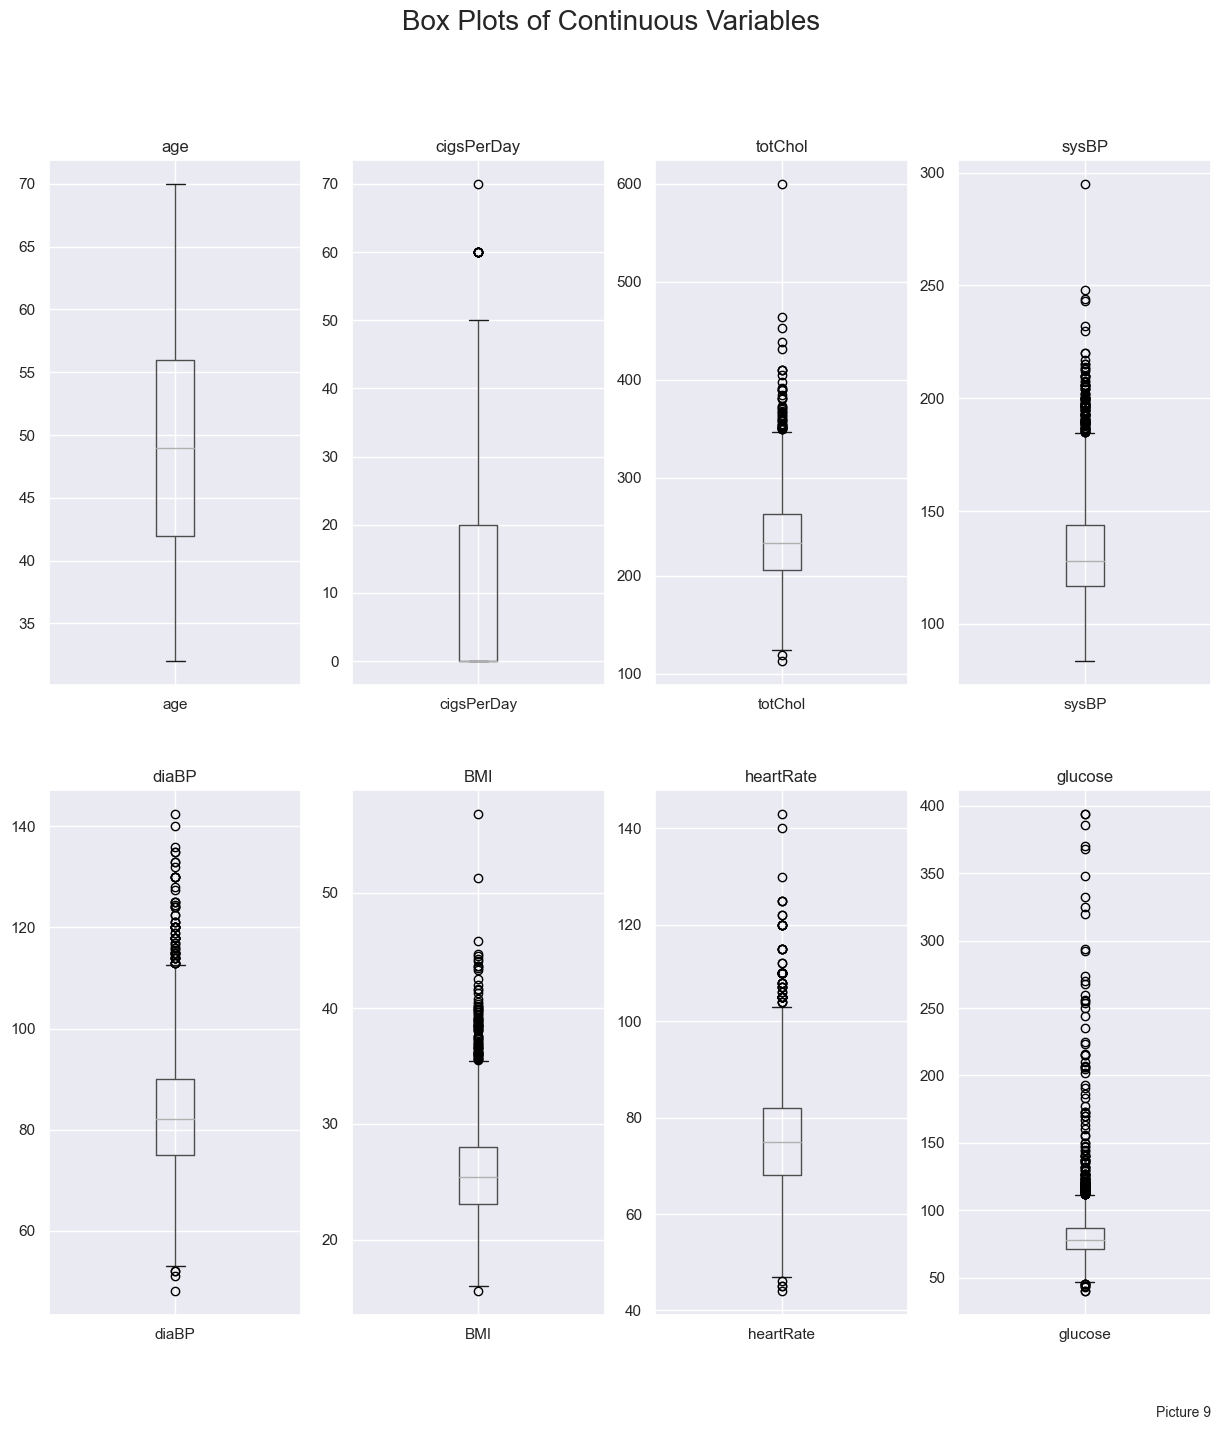 Box Plots of Continuous Variables
age
cigsPerDay
totChol
sysBP
70
65
60
55
50
45
40
35
age
70
60
50
40
30
20
10
0
cigsPerDay
600
500
400
300
200
100
totChol
300
250
200
150
100
sysBP
diaBP
BMI
heartRate
glucose
140
120
100
80
60
diaBP
50
40
30
20
BMI
140
120
100
80
60
40
heartRate
400
350
300
250
200
150
100
50
glucose
Picture 9